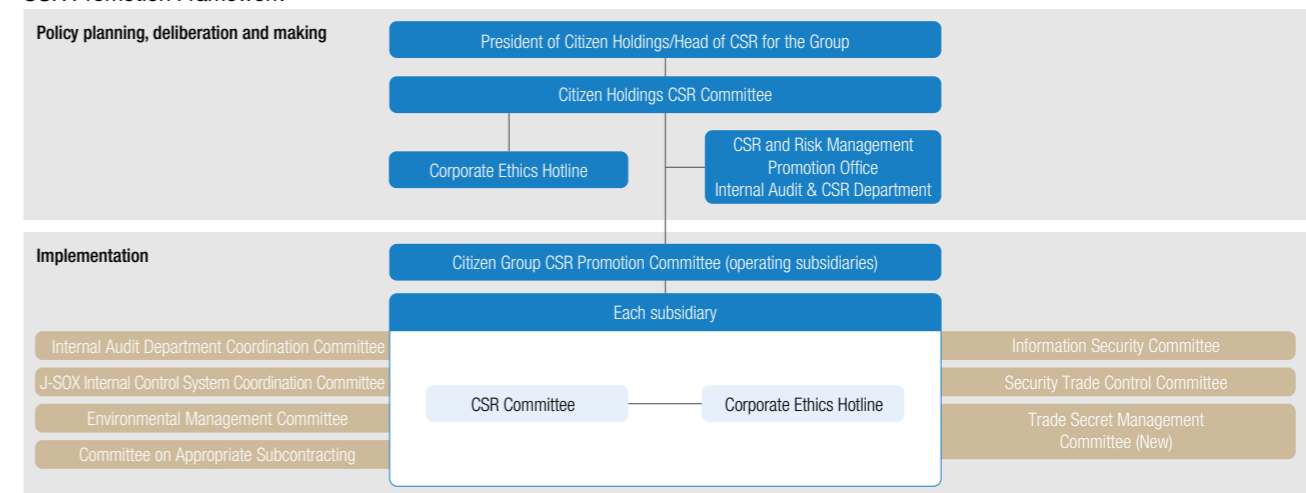 Policy planning, deliberation and making
President of Citizen Holdings/Head of CSR for the Group
Citizen Holdings CSR Committee
Corporate Ethics Hotline
CSR and Risk Management
Promotion Office
Internal Audit & CSR Department
Implementation
Citizen Group CSR Promotion Committee (operating subsidiaries)
Each subsidiary
Internal Audit Department Coordination Committee
J-SOX Internal Control System Coordination Committee
Environmental Management Committee
Committee on Appropriate Subcontracting
CSR Committee
Corporate Ethics Hotline
Information Security Committee
Security Trade Control Committee
Trade Secret Management
Committee (New)